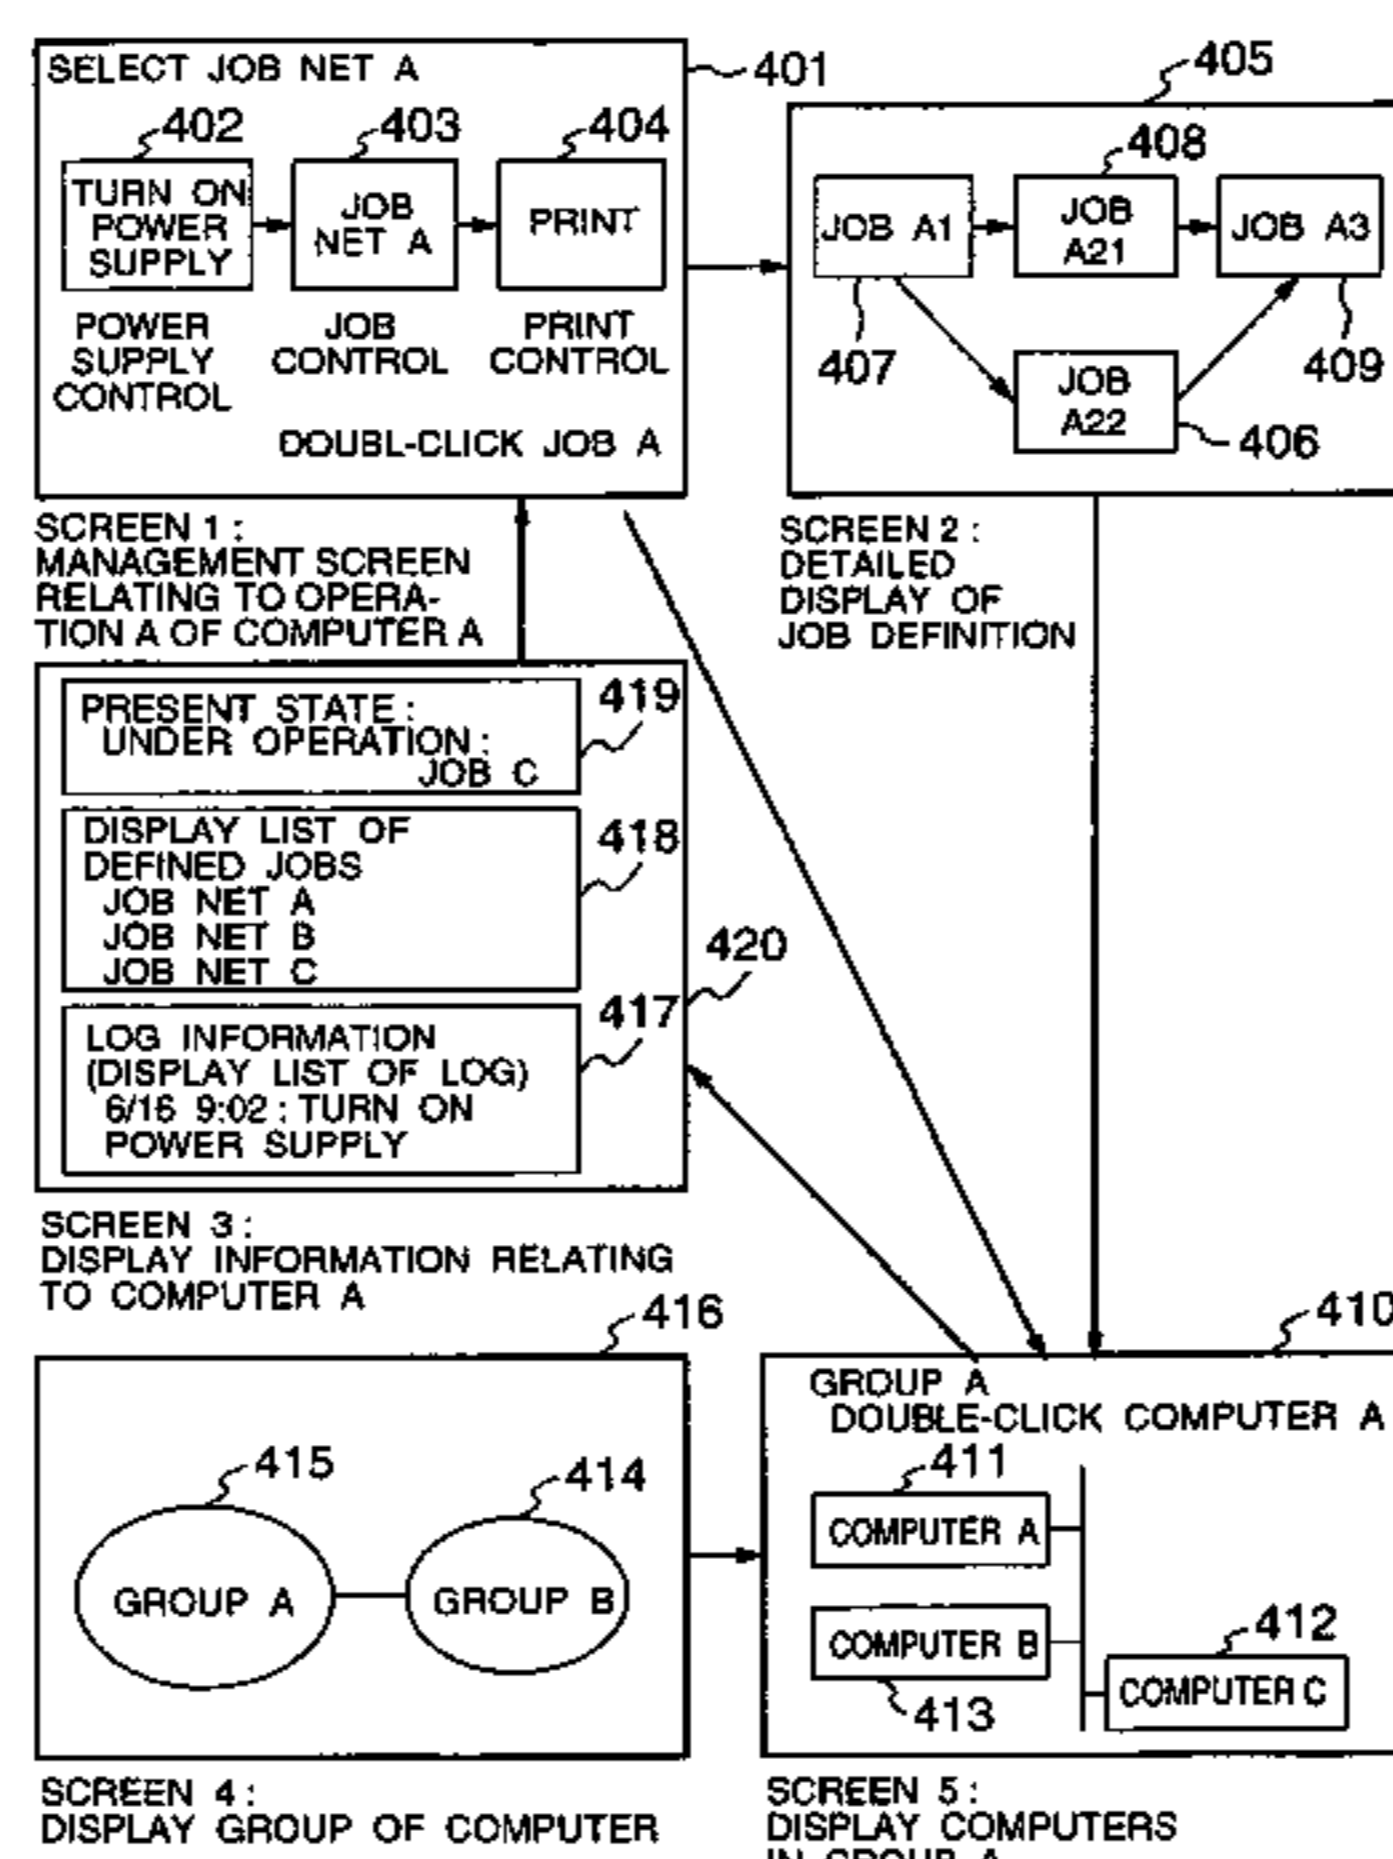 SELECT JOB NET A
401
402
403
404
TURN ON
POWER
SUPPLY
JOB
NET A
PRINT
POWER
SUPPLY
CONTROL
JOB
CONTROL
PRINT
CONTROL
DOUBL-CLICK JOB A
SCREEN 1 :
MANAGEMENT SCREEN
RELATING TO OPERA-
TION A OF COMPUTER A
405
408
JOB A1
JOB
A21
JOB A3
407
409
JOB
A22
406
SCREEN 2 :
DETAILED
DISPLAY OF
JOB DEFINITION
PRESENT STATE :
UNDER OPERATION :
JOB C
419
DISPLAY LIST OF
DEFINED JOBS
JOB NET A
JOB NET B
JOB NET C
418
420
LOG INFORMATION
(DISPLAY LIST OF LOG)
6/16 9:02 : TURN ON
POWER SUPPLY
417
SCREEN 3 :
DISPLAY INFORMATION RELATING
TO COMPUTER A
416
415
414
GROUP A
GROUP B
SCREEN 4 :
DISPLAY GROUP OF COMPUTER
410
GROUP A
DOUBLE-CLICK COMPUTER A
411
COMPUTER A
COMPUTER B
412
413
COMPUTER C
SCREEN 5 :
DISPLAY COMPUTERS
IN GROUP A